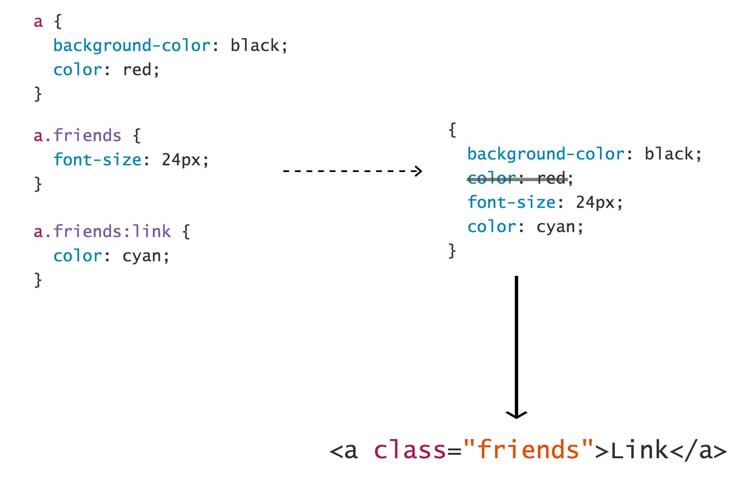 a {
  background-color: black;
  color: red;
}
a.friends {
  font-size: 24px;
}
a.friends:link {
  color: cyan;
}
{
  background-color: black;
  color: red;
  font-size: 24px;
  color: cyan;
}
<a class="friends">Link</a>